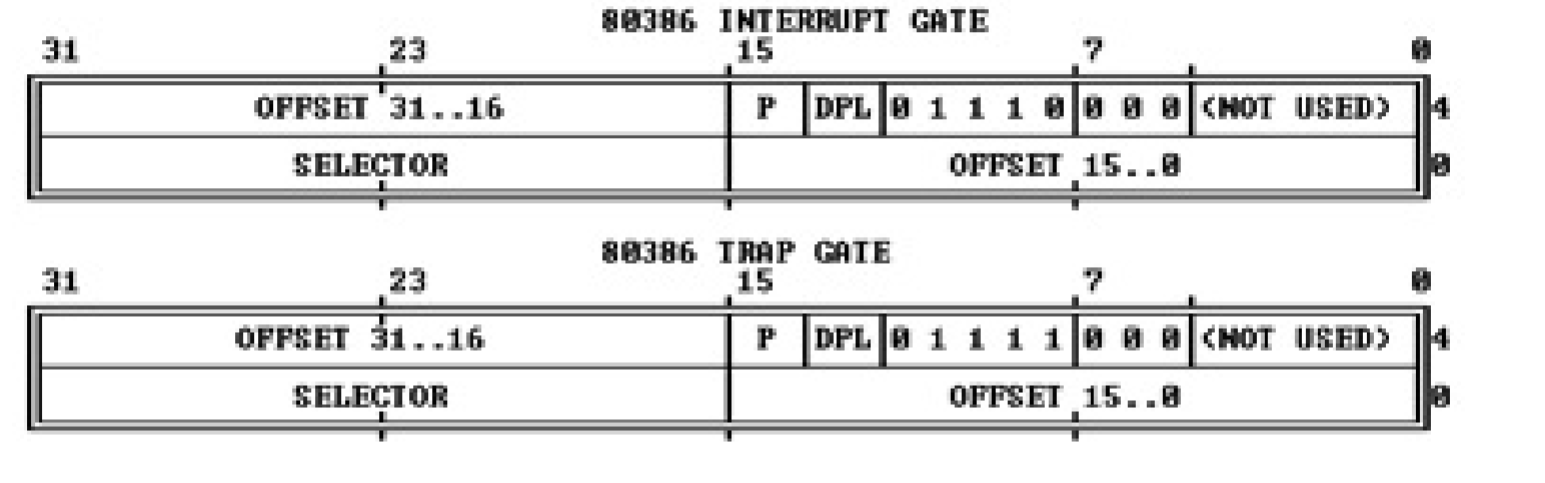 80386 INTERRUPT GATE
31 23 15 7 0
OFFSET 31..16 P DPL 0 1 1 1 0 0 0 0 (NOT USED) 4
SELECTOR OFFSET 15..0 0
80386 TRAP GATE
31 23 15 7 0
OFFSET 31..16 P DPL 0 1 1 1 1 0 0 0 (NOT USED) 4
SELECTOR OFFSET 15..0 0